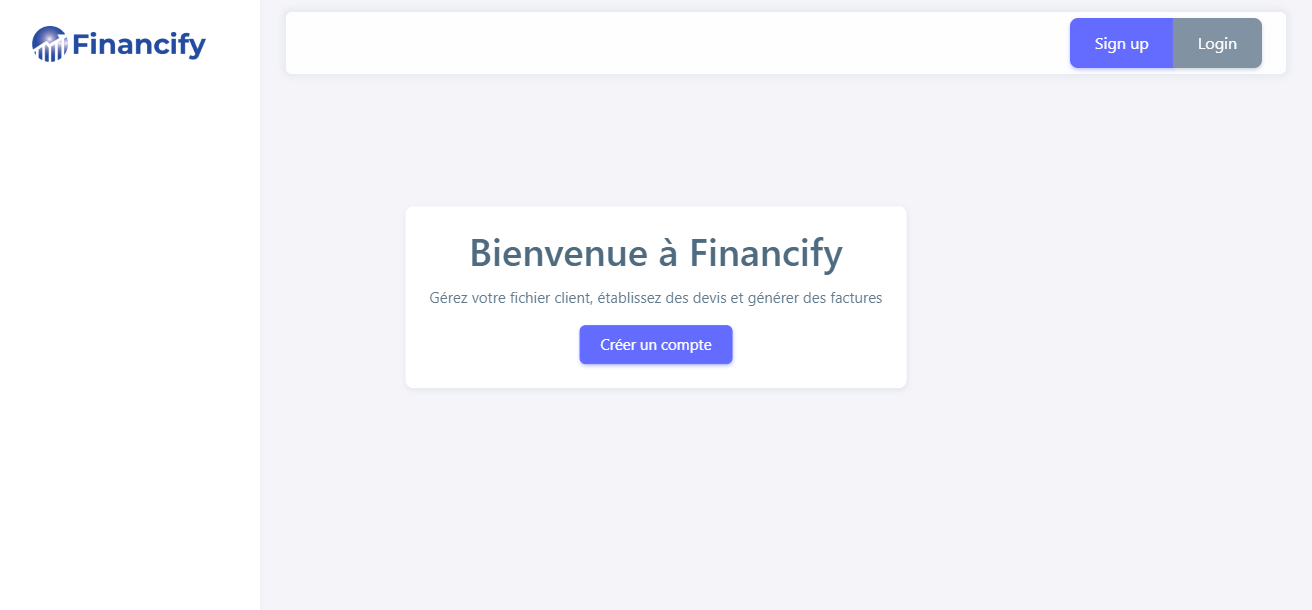 Financify
Sign up
Login
Bienvenue à Financify
Gérez votre fichier client, établissez des devis et générer des factures
Créer un compte